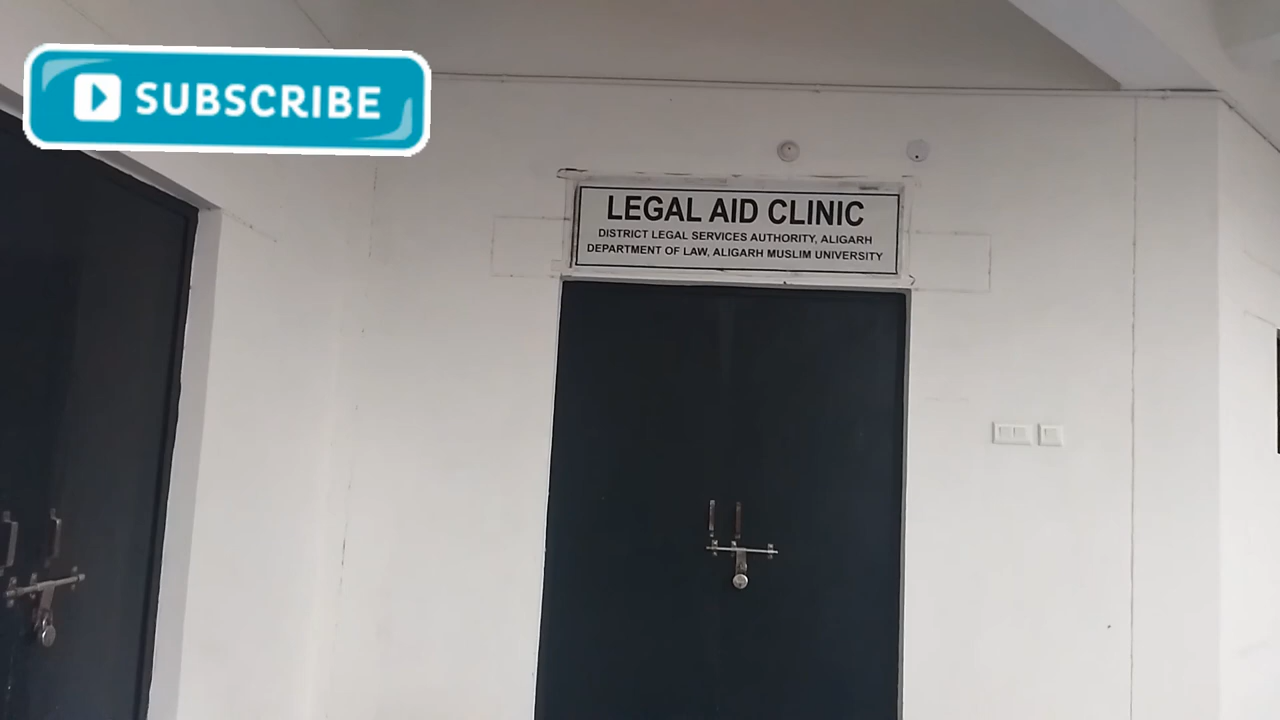 SUBSCRIBE
LEGAL AID CLINIC
DISTRICT LEGAL SERVICES AUTHORITY, ALIGARH
DEPARTMENT OF LAW, ALIGARH MUSLIM UNIVERSITY